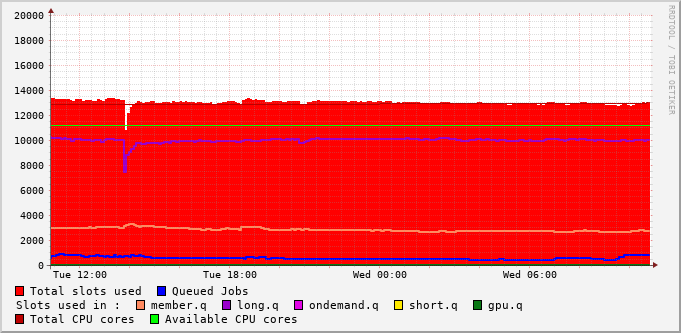 20000
18000
16000
14000
12000
10000
8000
6000
4000
2000
0
Tue 12:00 Tue 18:00 Wed 00:00 Wed 06:00
RRDTOOL / TOBI OETIKER
Total slots used Queued Jobs
Slots used in : member.q long.q ondemand.q short.q gpu.q
Total CPU cores Available CPU cores